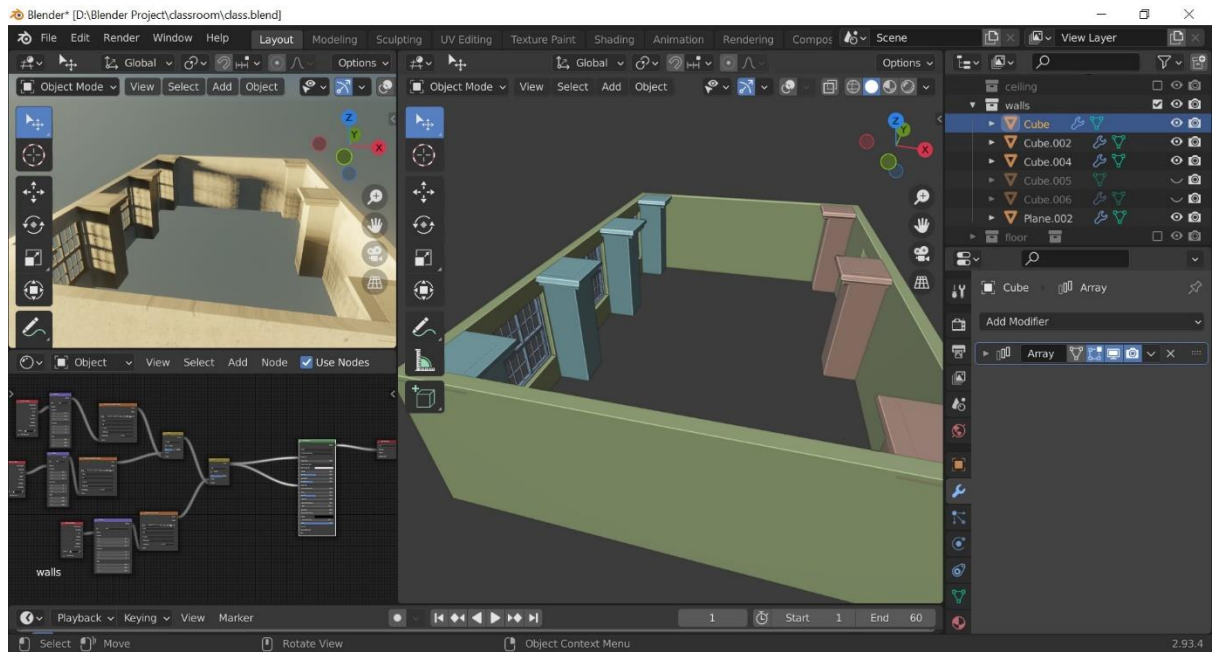 Blender* [D:\Blender Project\classroom\class.blend]
File Edit Render Window Help Layout Modeling Sculpting UV Editing Texture Paint Shading Animation Rendering Compos Scene View Layer
Global Options Global Options
Object Mode View Select Add Object Object Mode View Select Add Object
ceiling
walls
Cube
Cube.002
Cube.004
Cube.005
Cube.006
Plane.002
floor
Z
Y
X
Z
Y
X
Cube Array
Add Modifier
Array
Object View Select Add Node Use Nodes
walls
Playback Keying View Marker 1 Start 1 End 60
Select Move Rotate View Object Context Menu 2.93.4